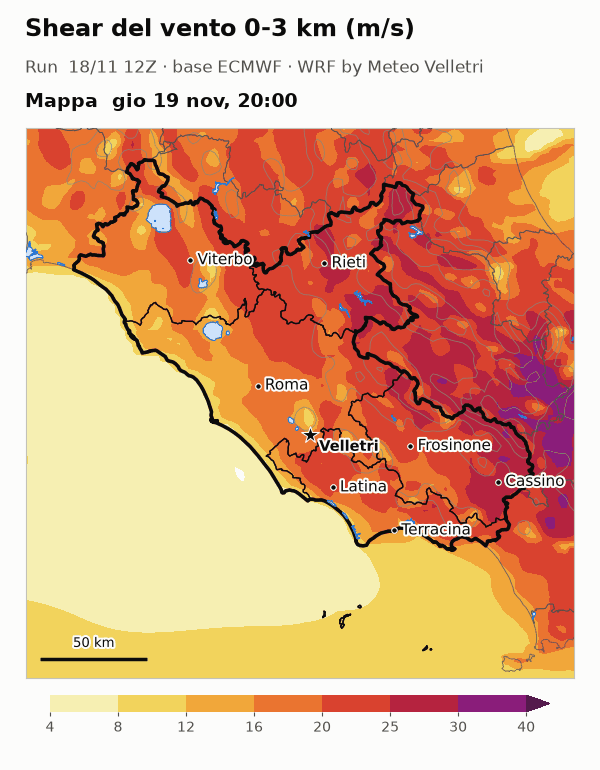 Shear del vento 0-3 km (m/s)
Run  18/11 12Z · base ECMWF · WRF by Meteo Velletri
Mappa  gio 19 nov, 20:00
Viterbo
Rieti
Roma
Velletri
Frosinone
Cassino
Latina
Terracina
50 km
4 8 12 16 20 25 30 40